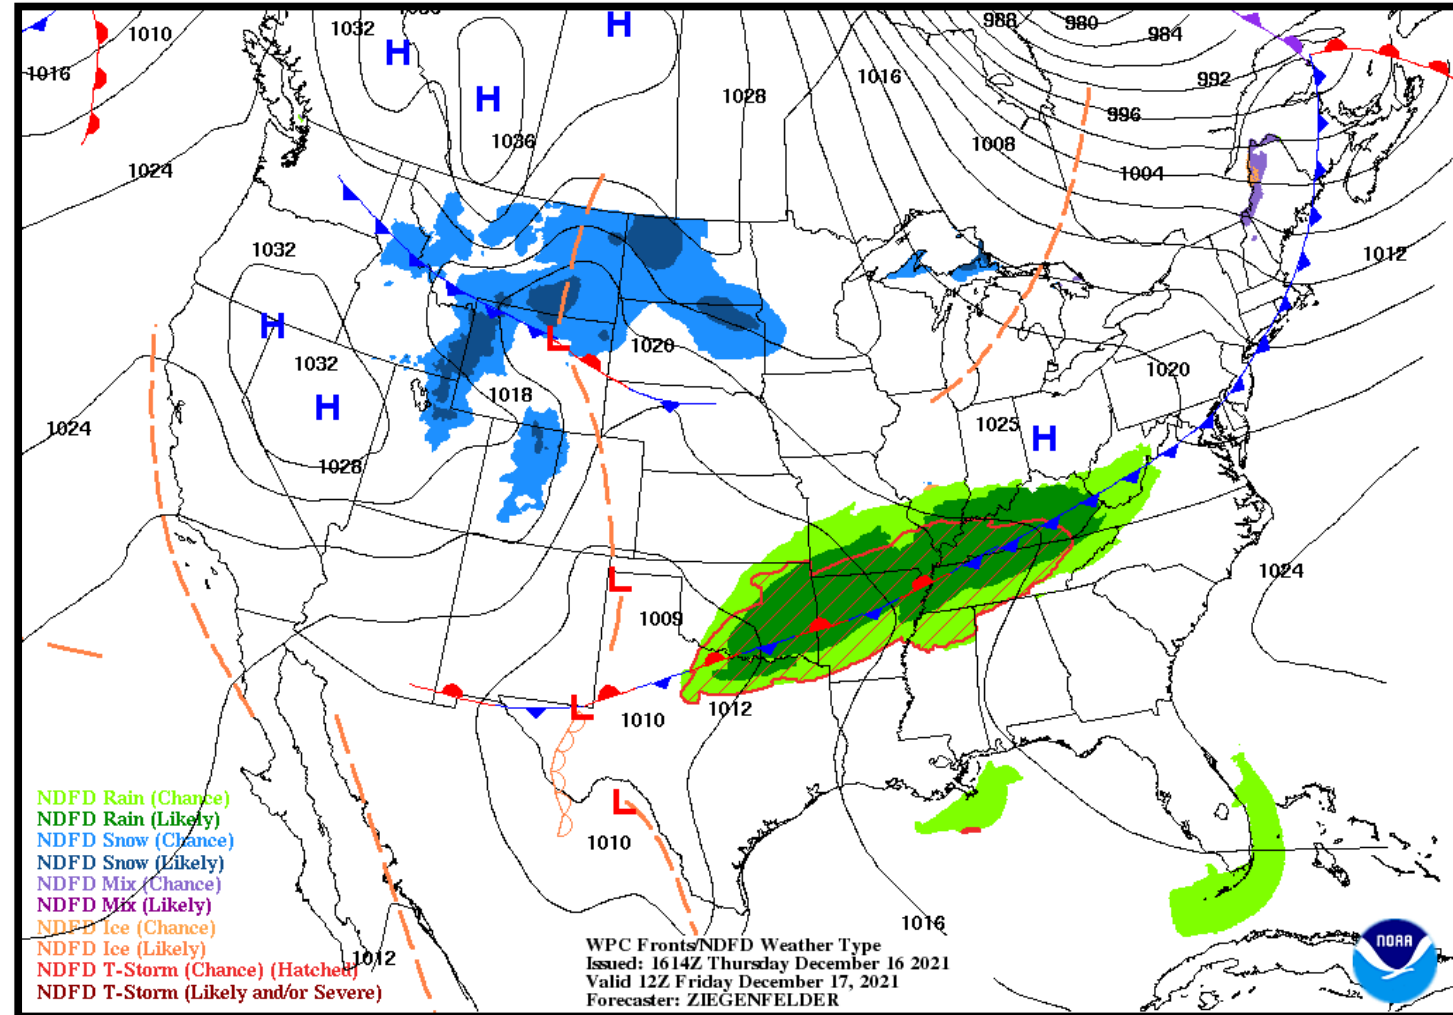 1036
988
980
984
1010
1032
H
H
1016
1016
1028
992
H
996
1036
1008
1024
1004
1032
1012
H
L
1020
1032
1020
1018
H
1024
1025
H
1028
L
1024
1009
L
1010
1012
L
1010
1016
1012
NDFD Rain (Chance)
NDFD Rain (Likely)
NDFD Snow (Chance)
NDFD Snow (Likely)
NDFD Mix (Chance)
NDFD Mix (Likely)
NDFD Ice (Chance)
NDFD Ice (Likely)
NDFD T-Storm (Chance) (Hatched)
NDFD T-Storm (Likely and/or Severe)
WPC Fronts/NDFD Weather Type
Issued: 1614Z Thursday December 16 2021
Valid 12Z Friday December 17, 2021
Forecaster: ZIEGENFELDER
NOAA